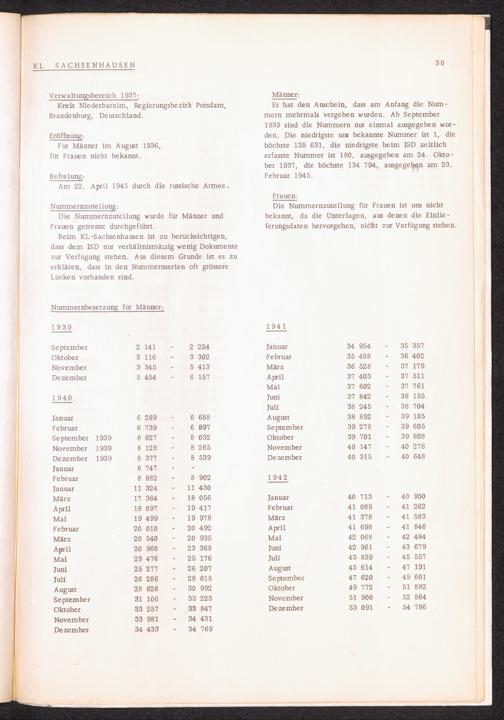 KL SACHSENHAUSEN
30
Verwaltungsbereich 1937:
Kreis Niederbarnim, Regierungsbezirk Potsdam,
Brandenburg, Deutschland.
Eröffnung:
Für Männer im August 1936,
für Frauen nicht bekannt.
Befreiung:
Am 22. April 1945 durch die russische Armee.
Nummernzuteilung:
Die Nummernzuteilung wurde für Männer und
Frauen getrennt durchgeführt.
Beim KL-Sachsenhausen ist zu berücksichtigen,
dass dem ISD nur verhältnismässig wenig Dokumente
zur Verfügung stehen. Aus diesem Grunde ist es zu
erklären, dass in den Nummernserien oft grössere
Lücken vorhanden sind.
Männer:
Es hat den Anschein, dass am Anfang die Num-
mern mehrmals vergeben wurden. Ab September
1939 sind die Nummern nur einmal ausgegeben wor-
den. Die niedrigste uns bekannte Nummer ist 1, die
höchste 135 631, die niedrigste beim ISD zeitlich
erfasste Nummer ist 180, ausgegeben am 24. Okto-
ber 1937, die höchste 134 794, ausgegeben am 23.
Februar 1945.
Frauen:
Die Nummernzuteilung für Frauen ist uns nicht
bekannt, da die Unterlagen, aus denen die Einlie-
ferungsdaten hervorgehen, nicht zur Verfügung stehen.
Nummernbesetzung für Männer:
1939
September 2 141 - 2 254
Oktober 3 116 - 3 302
November 3 345 - 5 413
Dezember 5 454 - 6 157
1940
Januar 6 289 - 6 688
Februar 6 739 - 6 897
September 1939 8 027 - 8 032
November 1939 8 128 - 8 265
Dezember 1939 8 377 - 8 539
Januar 8 747 - -
Februar 8 882 - 8 902
Januar 11 324 - 11 430
März 17 364 - 18 056
April 18 097 - 19 417
Mai 19 499 - 19 978
Februar 20 010 - 20 492
März 20 540 - 20 935
April 20 960 - 23 368
Mai 23 476 - 25 176
Juni 25 277 - 26 207
Juli 26 286 - 28 618
August 28 626 - 30 992
September 31 106 - 33 223
Oktober 33 257 - 33 847
November 33 981 - 34 431
Dezember 34 433 - 34 769
1941
Januar 34 954 - 35 357
Februar 35 488 - 36 402
März 36 528 - 37 179
April 37 403 - 37 511
Mai 37 602 - 37 761
Juni 37 842 - 38 155
Juli 38 245 - 38 704
August 38 852 - 39 185
September 39 278 - 39 605
Oktober 39 701 - 39 808
November 40 147 - 40 278
Dezember 40 315 - 40 648
1942
Januar 40 713 - 40 950
Februar 41 089 - 41 262
März 41 378 - 41 583
April 41 698 - 41 846
Mai 42 068 - 42 484
Juni 42 961 - 43 679
Juli 43 839 - 45 557
August 45 614 - 47 191
September 47 620 - 49 601
Oktober 49 772 - 51 882
November 51 900 - 52 864
Dezember 53 091 - 54 786